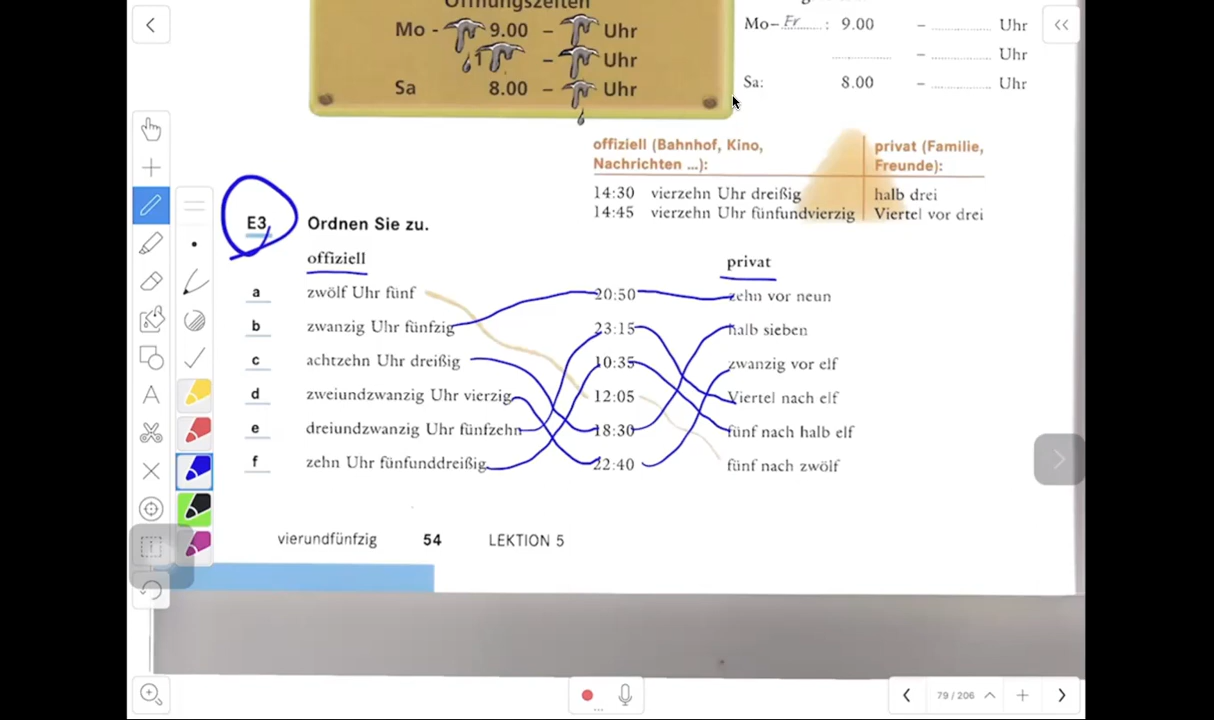 Öffnungszeiten
Mo - 9.00 – Uhr
1 – Uhr
Sa 8.00 – Uhr
Mo– Fr : 9.00 – Uhr
– Uhr
Sa: 8.00 – Uhr
offiziell (Bahnhof, Kino, Nachrichten ...):
privat (Familie, Freunde):
14:30 vierzehn Uhr dreißig halb drei
14:45 vierzehn Uhr fünfundvierzig Viertel vor drei
E3 Ordnen Sie zu.
offiziell privat
a zwölf Uhr fünf 20:50 zehn vor neun
b zwanzig Uhr fünfzig 23:15 halb sieben
c achtzehn Uhr dreißig 10:35 zwanzig vor elf
d zweiundzwanzig Uhr vierzig 12:05 Viertel nach elf
e dreiundzwanzig Uhr fünfzehn 18:30 fünf nach halb elf
f zehn Uhr fünfunddreißig 22:40 fünf nach zwölf
vierundfünfzig 54 LEKTION 5
79 / 206